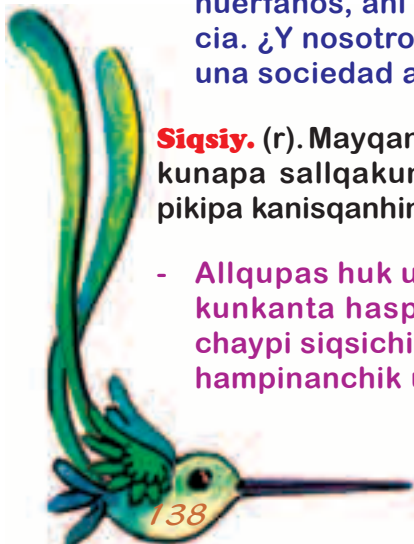 huérfanos, ahí
cia. ¿Y nosotro
una sociedad a
Siqsiy. (r). Mayqan
kunapa sallqakun
pikipa kanisqanhin
- Allqupas huk u
kunkanta hasp
chaypi siqsichi
hampinanchik u
138